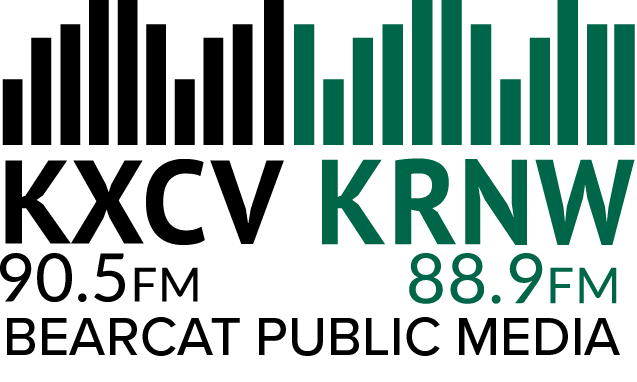 KXCV KRNW
90.5FM 88.9FM
BEARCAT PUBLIC MEDIA